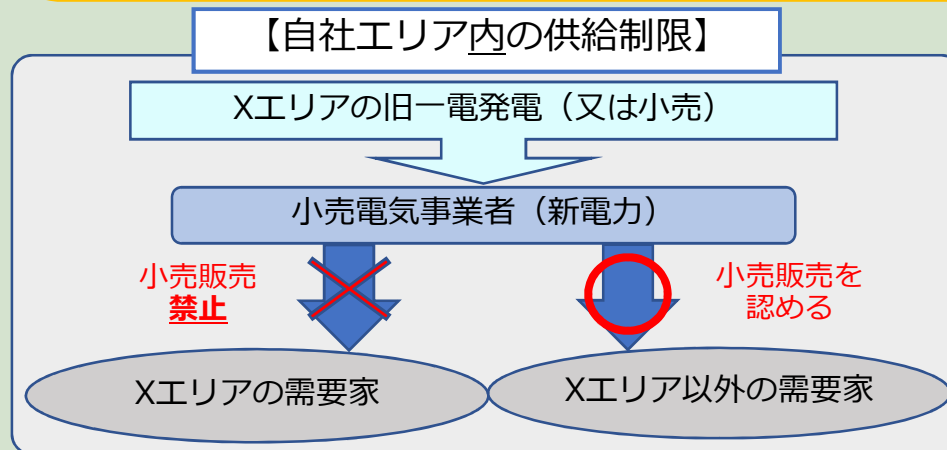 【自社エリア内の供給制限】
Xエリアの旧一電発電（又は小売）
小売電気事業者（新電力）
小売販売
禁止
小売販売を
認める
Xエリアの需要家
Xエリア以外の需要家